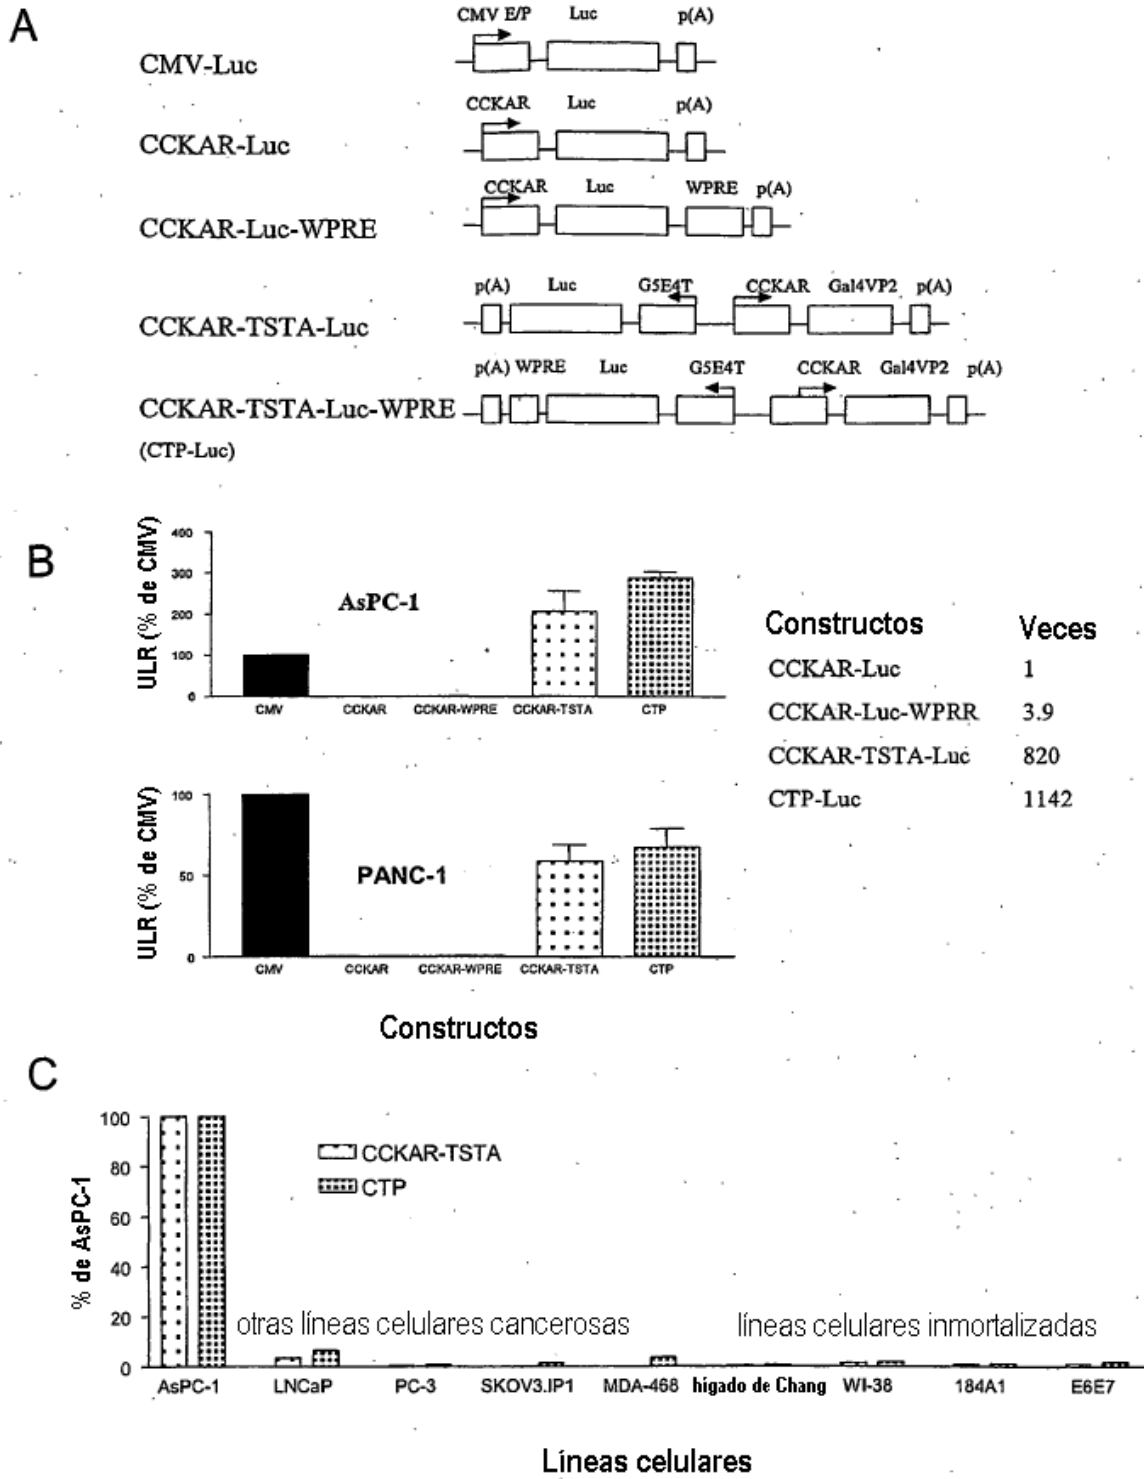 A
CMV E/P Luc p(A)
CMV-Luc
CCKAR Luc p(A)
CCKAR-Luc
CCKAR Luc WPRE p(A)
CCKAR-Luc-WPRE
p(A) Luc G5E4T CCKAR Gal4VP2 p(A)
CCKAR-TSTA-Luc
p(A) WPRE Luc G5E4T CCKAR Gal4VP2 p(A)
CCKAR-TSTA-Luc-WPRE
(CTP-Luc)
B
ULR (% de CMV)
400
300
200
100
0
AsPC-1
CMV CCKAR CCKAR-WPRE CCKAR-TSTA CTP
Constructos Veces
CCKAR-Luc 1
CCKAR-Luc-WPRR 3.9
CCKAR-TSTA-Luc 820
CTP-Luc 1142
ULR (% de CMV)
100
50
0
PANC-1
CMV CCKAR CCKAR-WPRE CCKAR-TSTA CTP
Constructos
C
% de AsPC-1
100
80
60
40
20
0
CCKAR-TSTA
CTP
otras líneas celulares cancerosas
líneas celulares inmortalizadas
AsPC-1 LNCaP PC-3 SKOV3.IP1 MDA-468 higado de Chang WI-38 184A1 E6E7
Líneas celulares